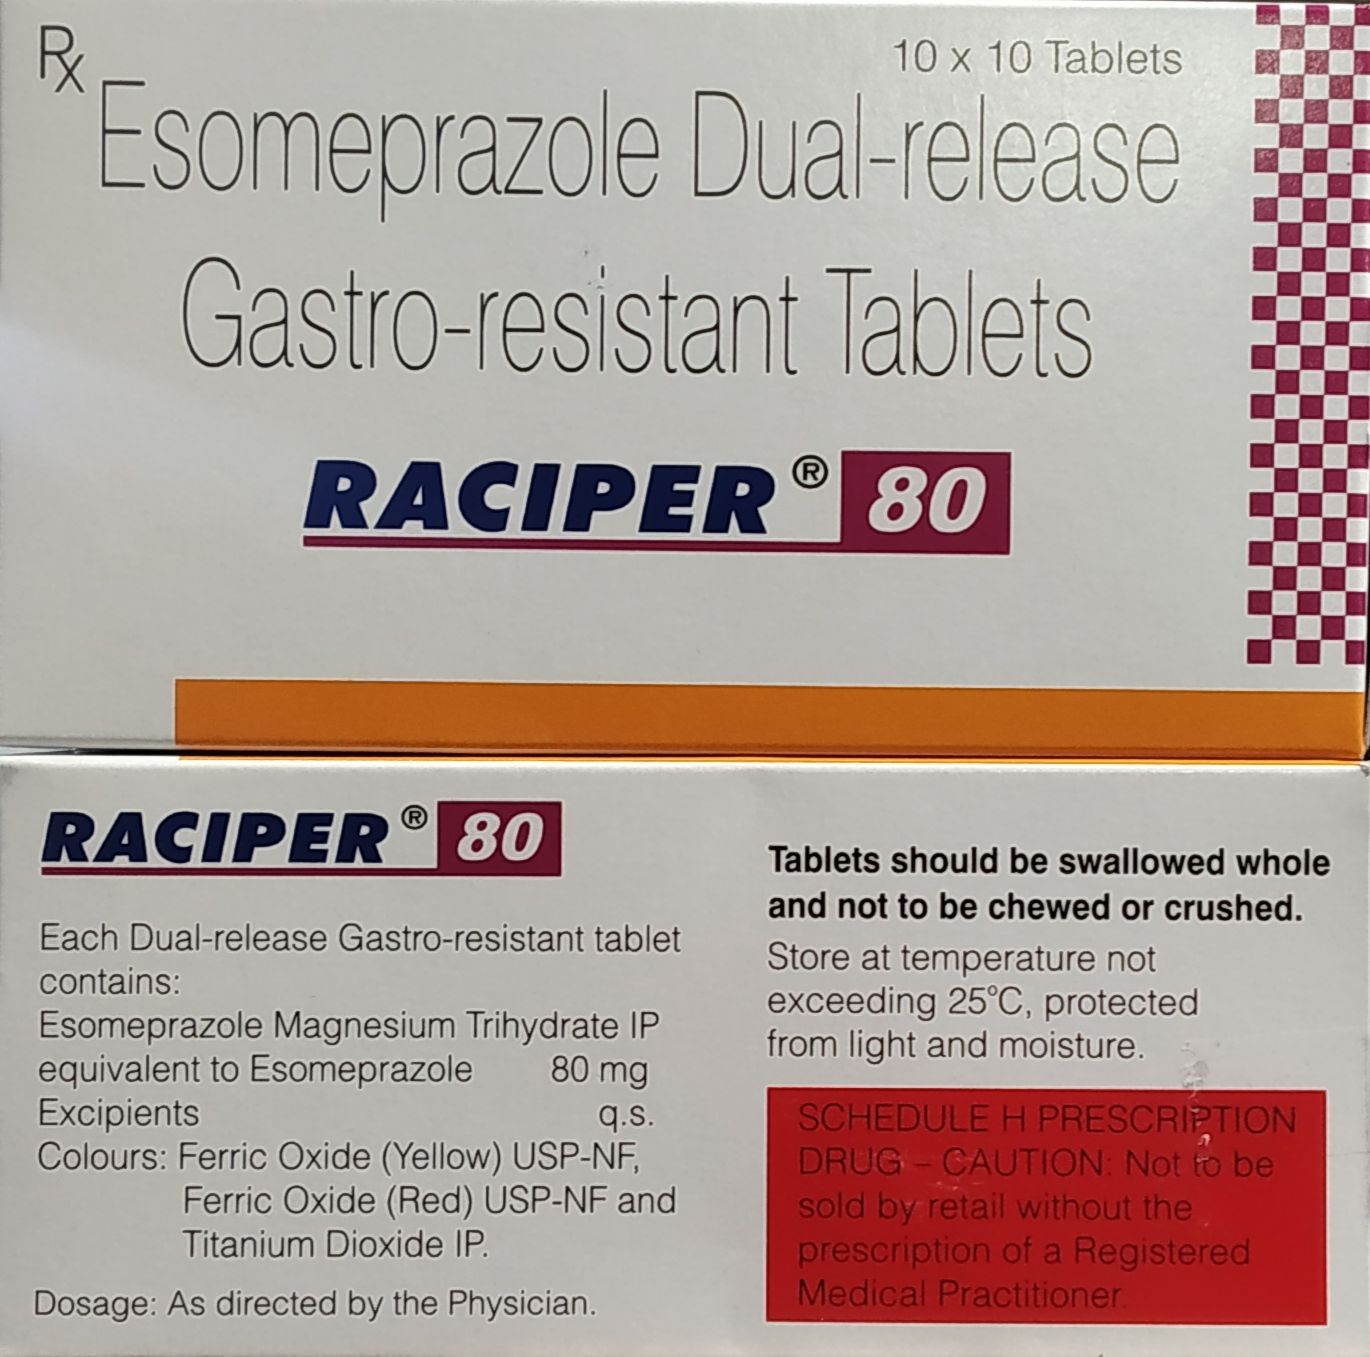 Rx
10 x 10 Tablets
Esomeprazole Dual-release
Gastro-resistant Tablets
RACIPER® 80
RACIPER® 80
Each Dual-release Gastro-resistant tablet
contains:
Esomeprazole Magnesium Trihydrate IP
equivalent to Esomeprazole 80 mg
Excipients q.s.
Colours: Ferric Oxide (Yellow) USP-NF,
Ferric Oxide (Red) USP-NF and
Titanium Dioxide IP.
Dosage: As directed by the Physician.
Tablets should be swallowed whole
and not to be chewed or crushed.
Store at temperature not
exceeding 25°C, protected
from light and moisture.
SCHEDULE H PRESCRIPTION
DRUG – CAUTION: Not to be
sold by retail without the
prescription of a Registered
Medical Practitioner.